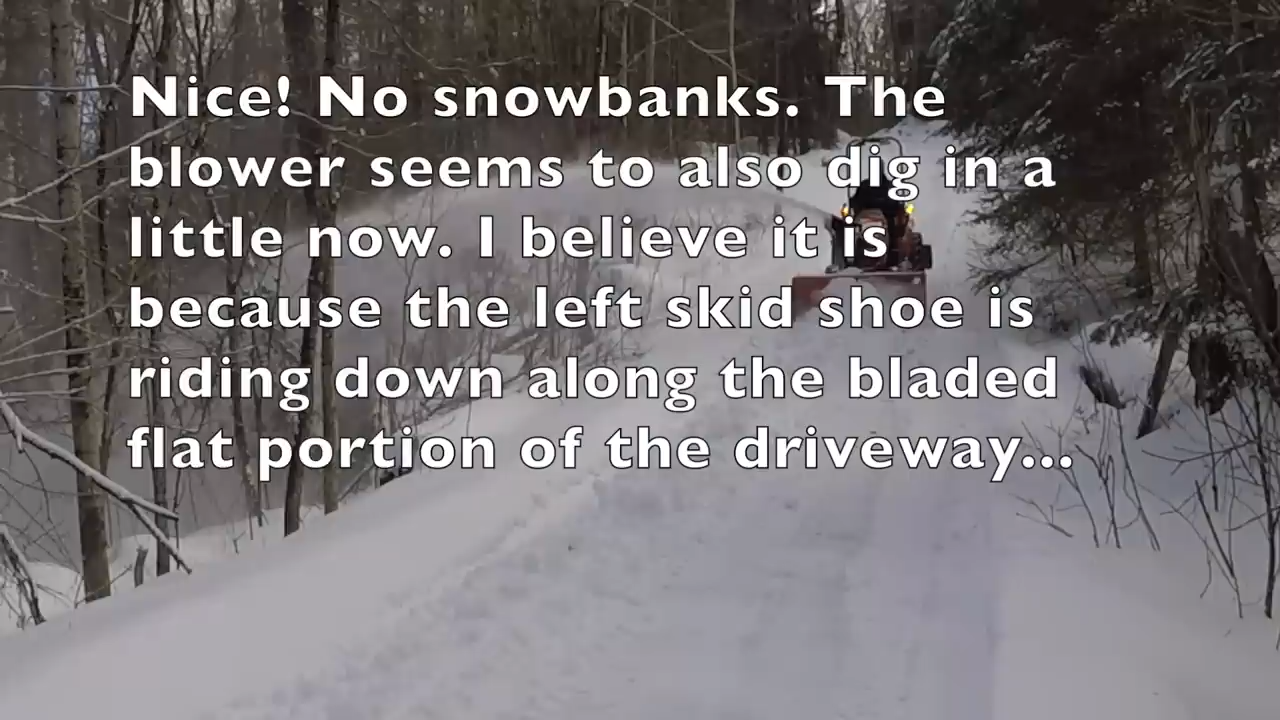 Nice! No snowbanks. The
blower seems to also dig in a
little now. I believe it is
because the left skid shoe is
riding down along the bladed
flat portion of the driveway...